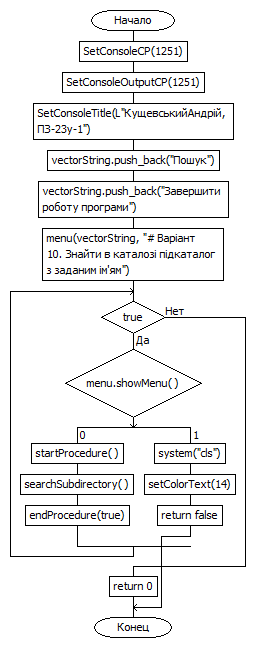 Начало
SetConsoleCP(1251)
SetConsoleOutputCP(1251)
SetConsoleTitle(L"КущевськийАндрій,
ПЗ-23у-1")
vectorString.push_back("Пошук")
vectorString.push_back("Завершити
роботу програми")
menu(vectorString, "# Варіант
10. Знайти в каталозі підкаталог
з заданим ім'ям")
true
Нет
Да
menu.showMenu()
0
1
startProcedure()
system("cls")
searchSubdirectory()
setColorText(14)
endProcedure(true)
return false
return 0
Конец